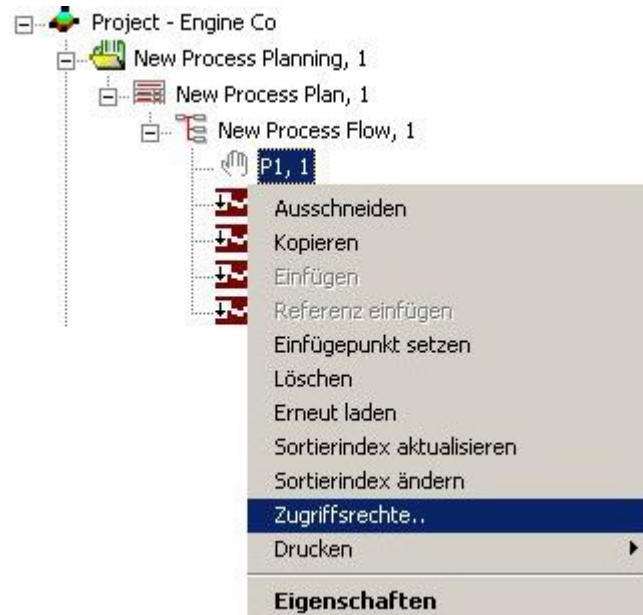 Project - Engine Co
New Process Planning, 1
New Process Plan, 1
New Process Flow, 1
P1, 1
Ausschneiden
Kopieren
Einfügen
Referenz einfügen
Einfügepunkt setzen
Löschen
Erneut laden
Sortierindex aktualisieren
Sortierindex ändern
Zugriffsrechte..
Drucken
Eigenschaften